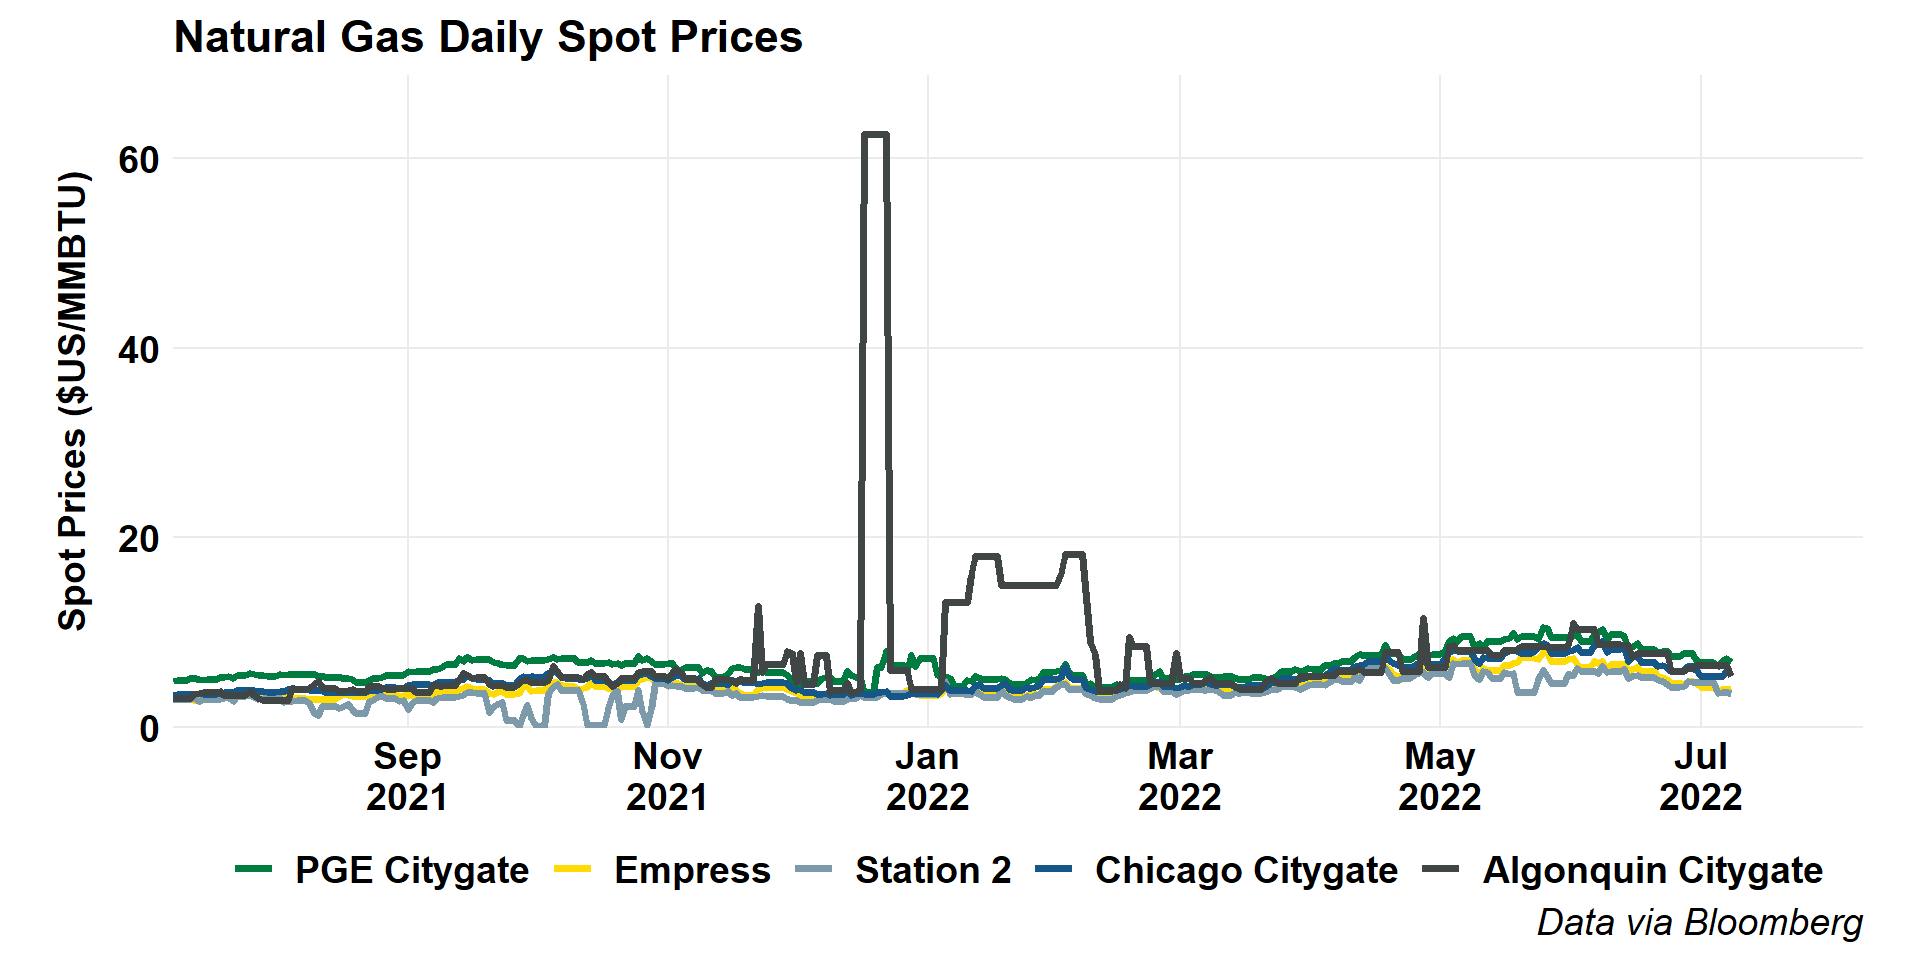 Natural Gas Daily Spot Prices
Spot Prices ($US/MMBTU)
60
40
20
0
Sep Nov Jan Mar May Jul
2021 2021 2022 2022 2022 2022
PGE Citygate Empress Station 2 Chicago Citygate Algonquin Citygate
Data via Bloomberg